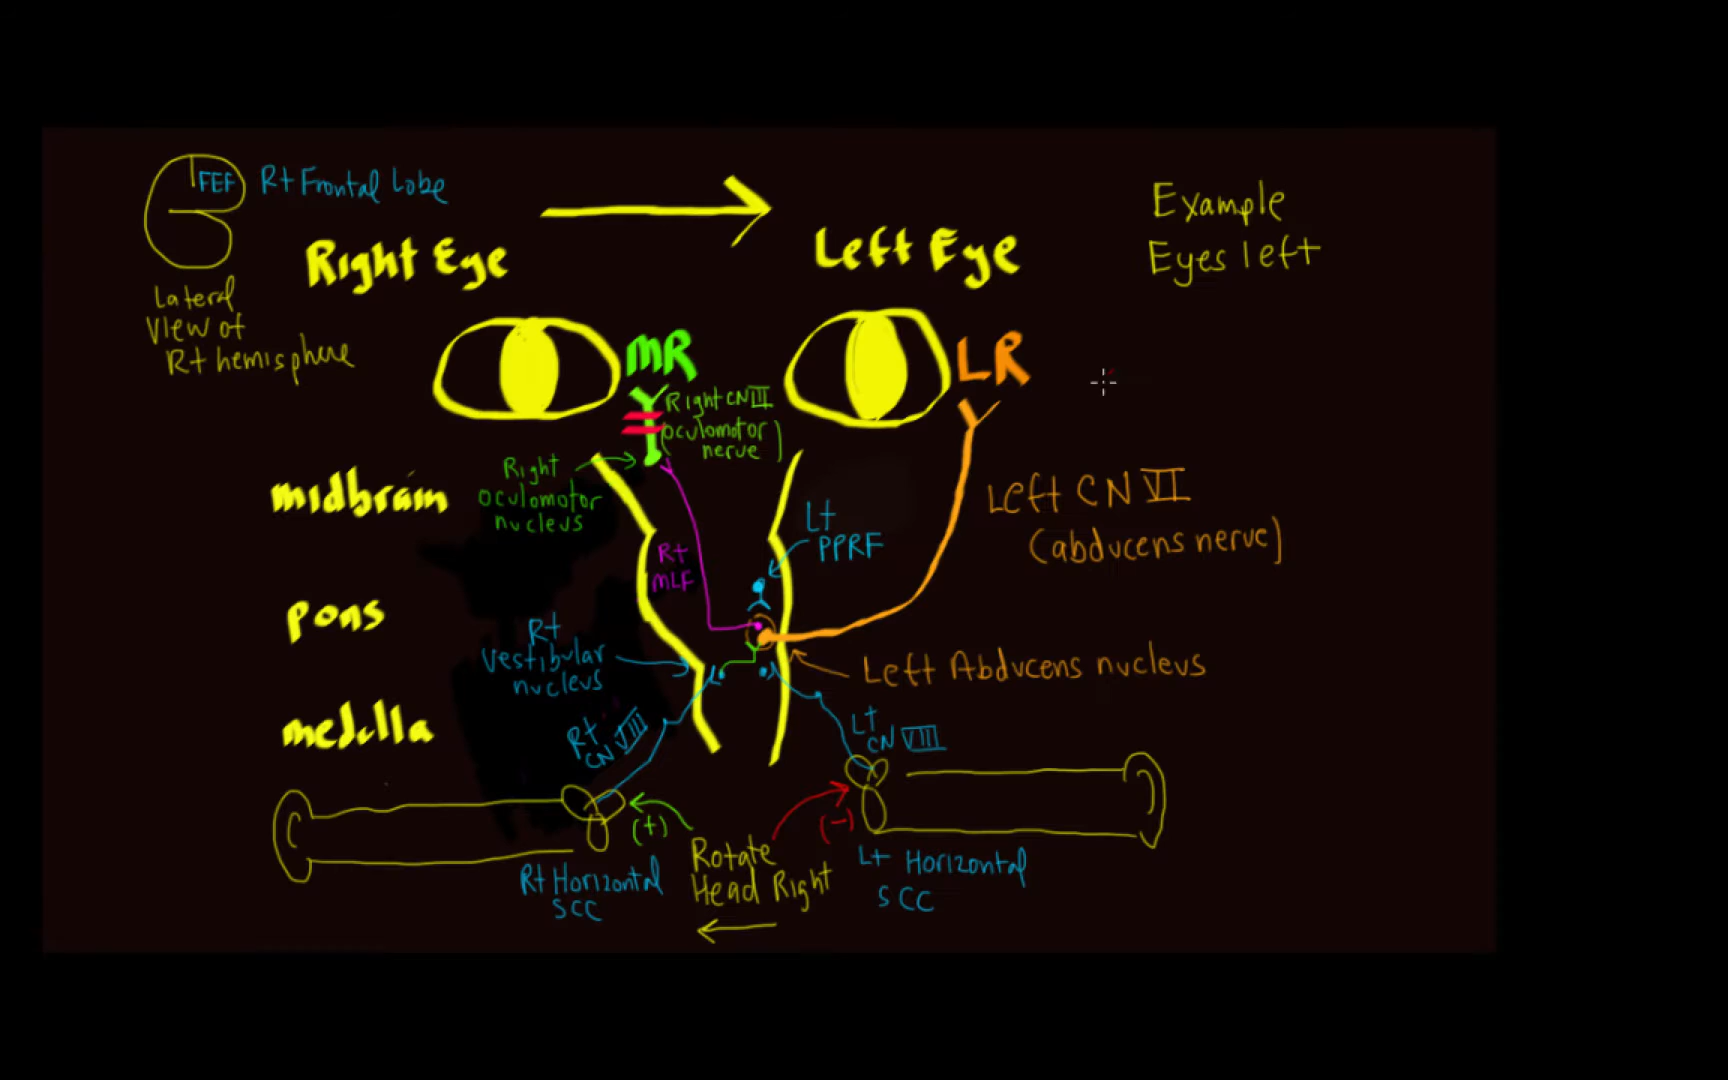 FEF
Rt Frontal Lobe
Lateral
View of
Rt hemisphere
Right Eye
Left Eye
Example
Eyes left
MR
LR
Right CN III
(oculomotor
nerve)
Right
oculomotor
nucleus
midbrain
Lt
PPRF
Left CN VI
(abducens nerve)
Rt
MLF
pons
Rt
Vestibular
nucleus
Left Abducens nucleus
medulla
Rt
CN VIII
Lt
CN VIII
(+)
(-)
Rotate
Head Right
Rt Horizontal
SCC
Lt Horizontal
SCC